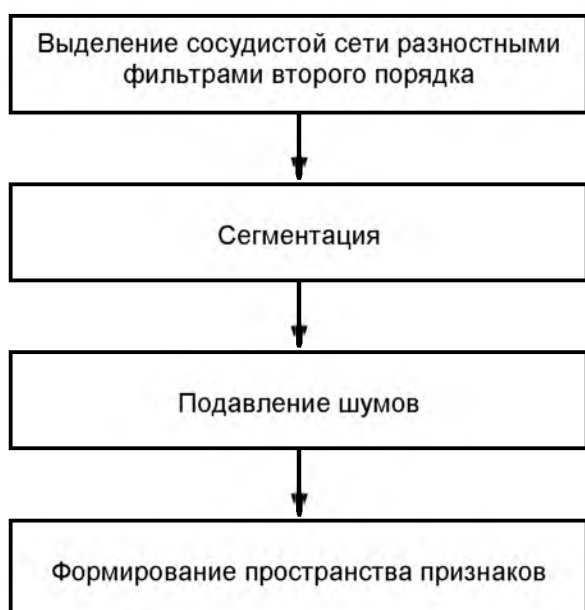 Выделение сосудистой сети разностными
фильтрами второго порядка
Сегментация
Подавление шумов
Формирование пространства признаков